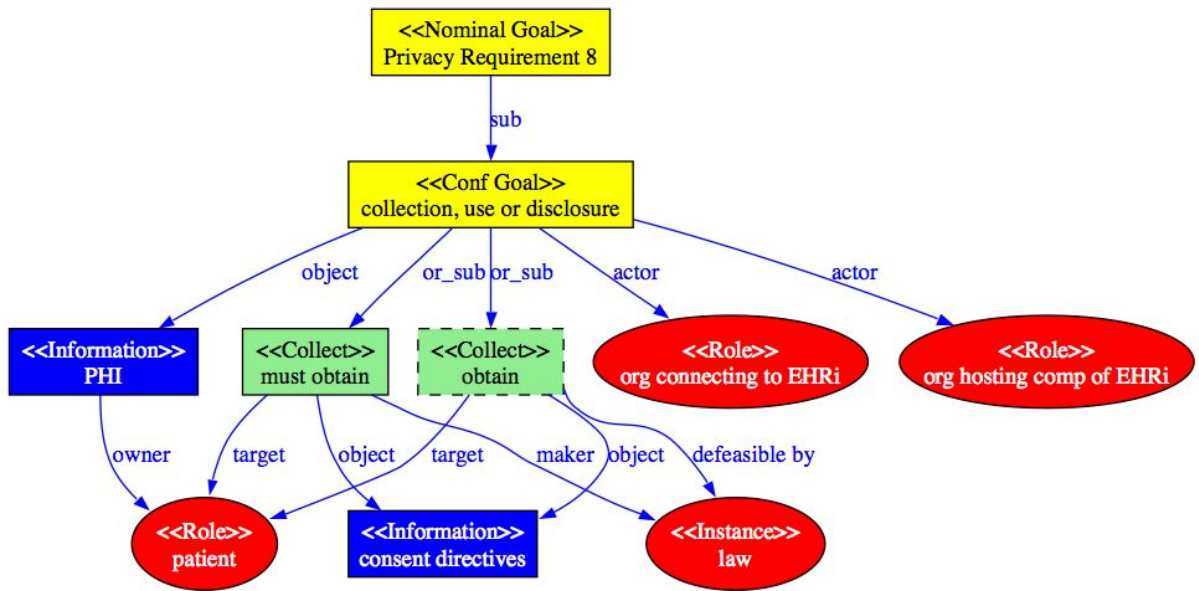 <<Nominal Goal>>
Privacy Requirement 8
sub
<<Conf Goal>>
collection, use or disclosure
object
or_sub
or_sub
actor
actor
<<Information>>
PHI
<<Collect>>
must obtain
<<Collect>>
obtain
<<Role>>
org connecting to EHRi
<<Role>>
org hosting comp of EHRi
owner
target
object
target
maker
object
defeasible by
<<Role>>
patient
<<Information>>
consent directives
<<Instance>>
law